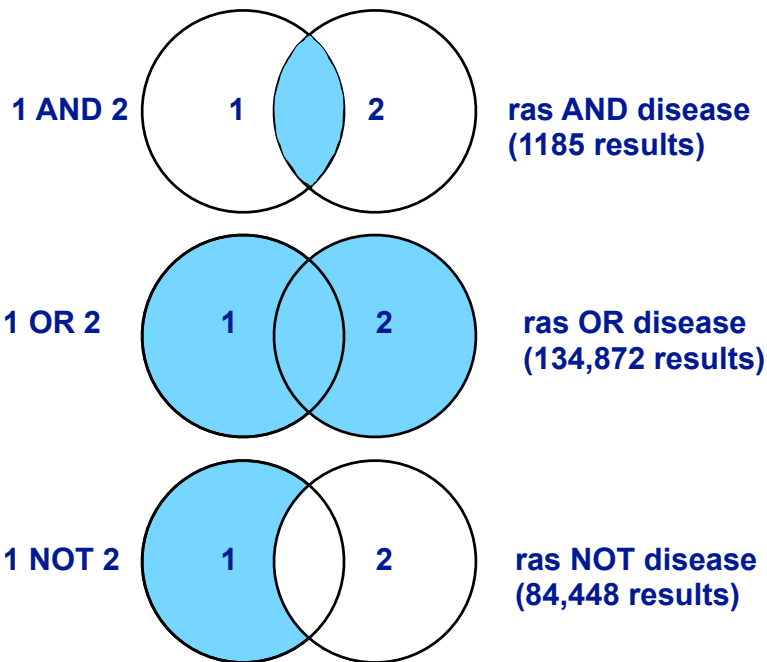 1 AND 2
1
2
ras AND disease
(1185 results)
1 OR 2
1
2
ras OR disease
(134,872 results)
1 NOT 2
1
2
ras NOT disease
(84,448 results)